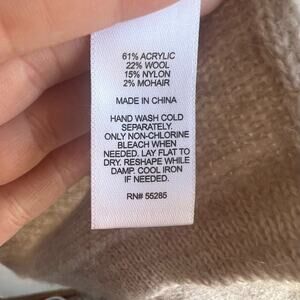 61% ACRYLIC
22% WOOL
15% NYLON
2% MOHAIR
MADE IN CHINA
HAND WASH COLD
SEPARATELY.
ONLY NON-CHLORINE
BLEACH WHEN
NEEDED. LAY FLAT TO
DRY. RESHAPE WHILE
DAMP. COOL IRON
IF NEEDED.
RN# 55285